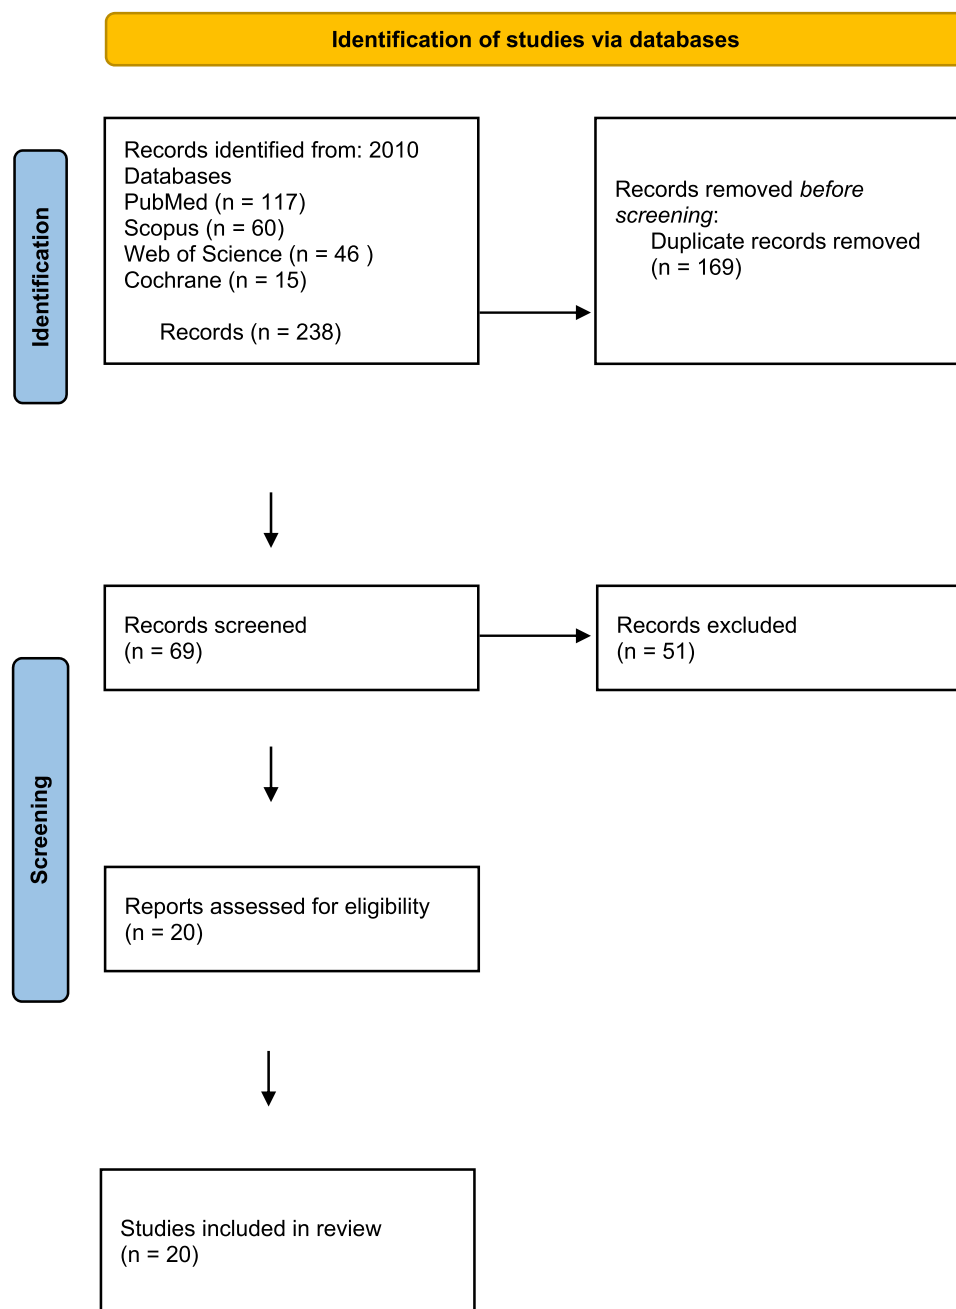 Identification of studies via databases
Identification
Records identified from: 2010
Databases
PubMed (n = 117)
Scopus (n = 60)
Web of Science (n = 46 )
Cochrane (n = 15)
Records (n = 238)
Records removed before
screening:
Duplicate records removed
(n = 169)
Screening
Records screened
(n = 69)
Records excluded
(n = 51)
Reports assessed for eligibility
(n = 20)
Studies included in review
(n = 20)